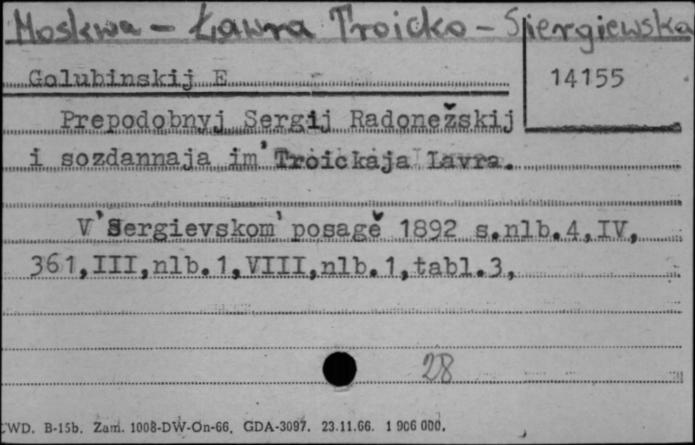 Moskwa - Ławra Troicko - Siergiewska
Golubinskij E
14155
Prepodobnyj Sergij Radonežskij
i sozdannaja im' Troickaja Lavra.
V' Sergievskom' posagě 1892 s.nlb.4,IV,
361,III,nlb.1,VIII,nlb.1,tabl.3,
28
CWD. B-15b. Zam. 1008-DW-On-66. GDA-3097. 23.11.66. 1 906 000.